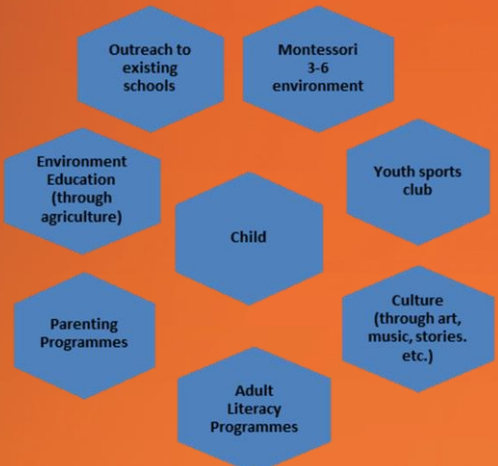 Outreach to
existing
schools
Montessori
3-6
environment
Environment
Education
(through
agriculture)
Youth sports
club
Child
Parenting
Programmes
Culture
(through art,
music, stories.
etc.)
Adult
Literacy
Programmes